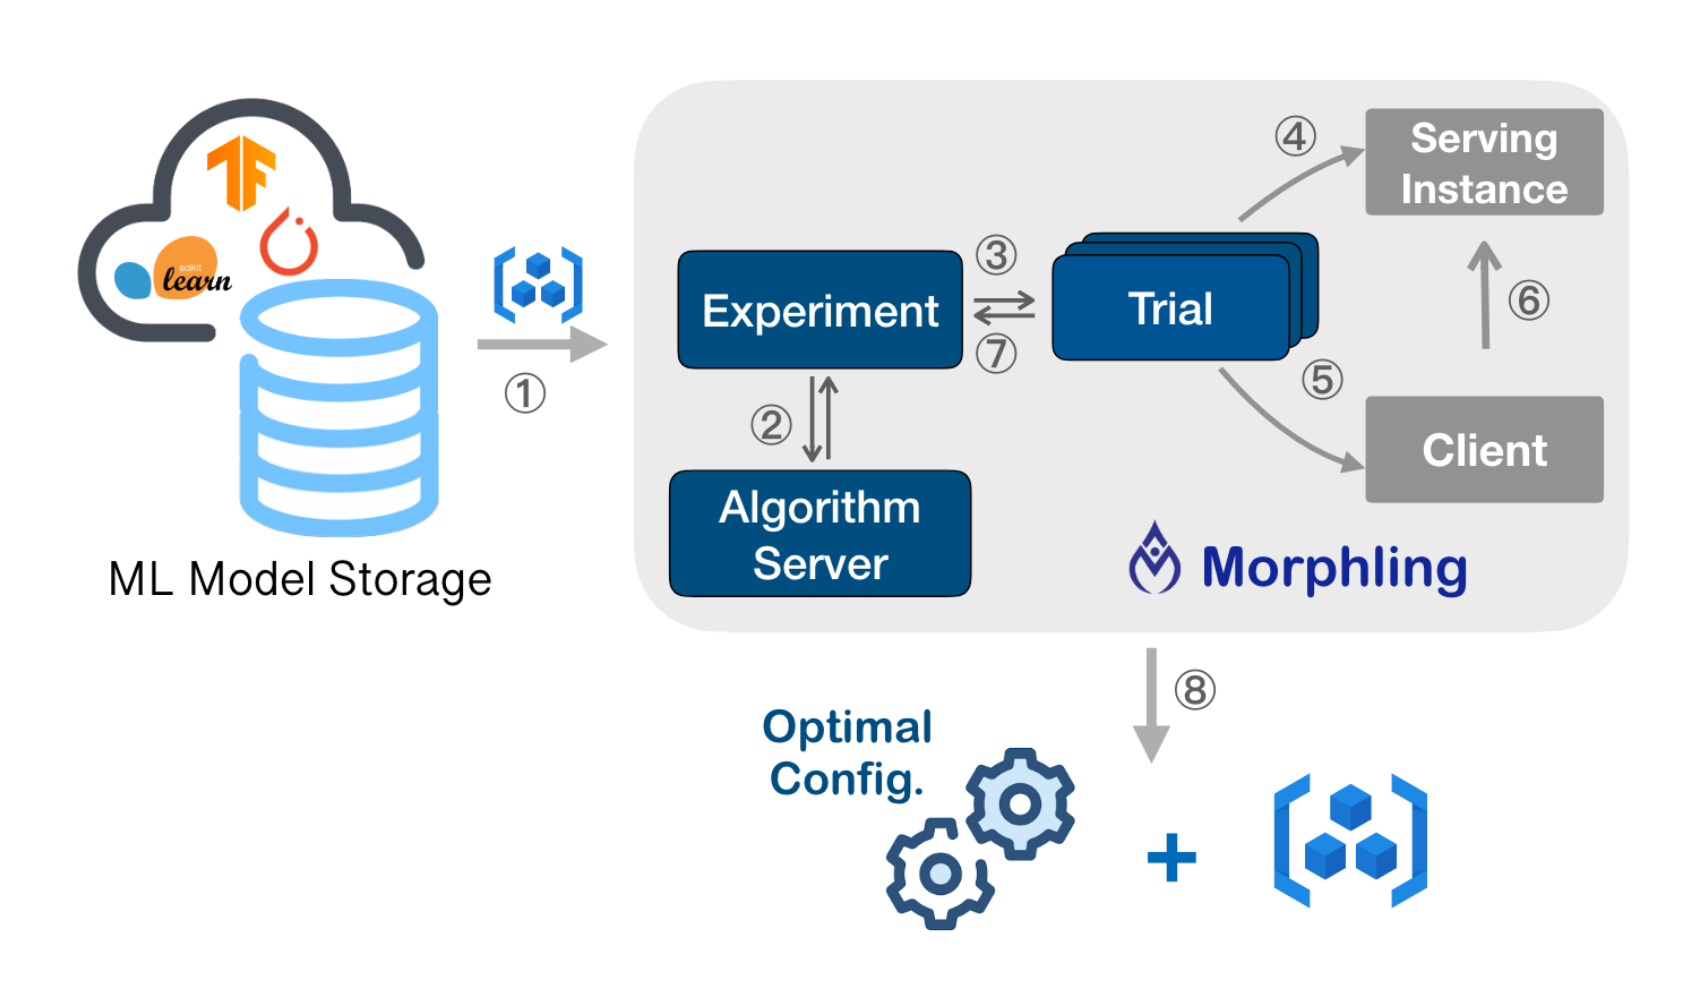 TF
scikit
learn
ML Model Storage
①
Experiment
②
Algorithm
Server
③
⑦
Trial
④
Serving
Instance
⑤
⑥
Client
Morphling
⑧
Optimal
Config.
+